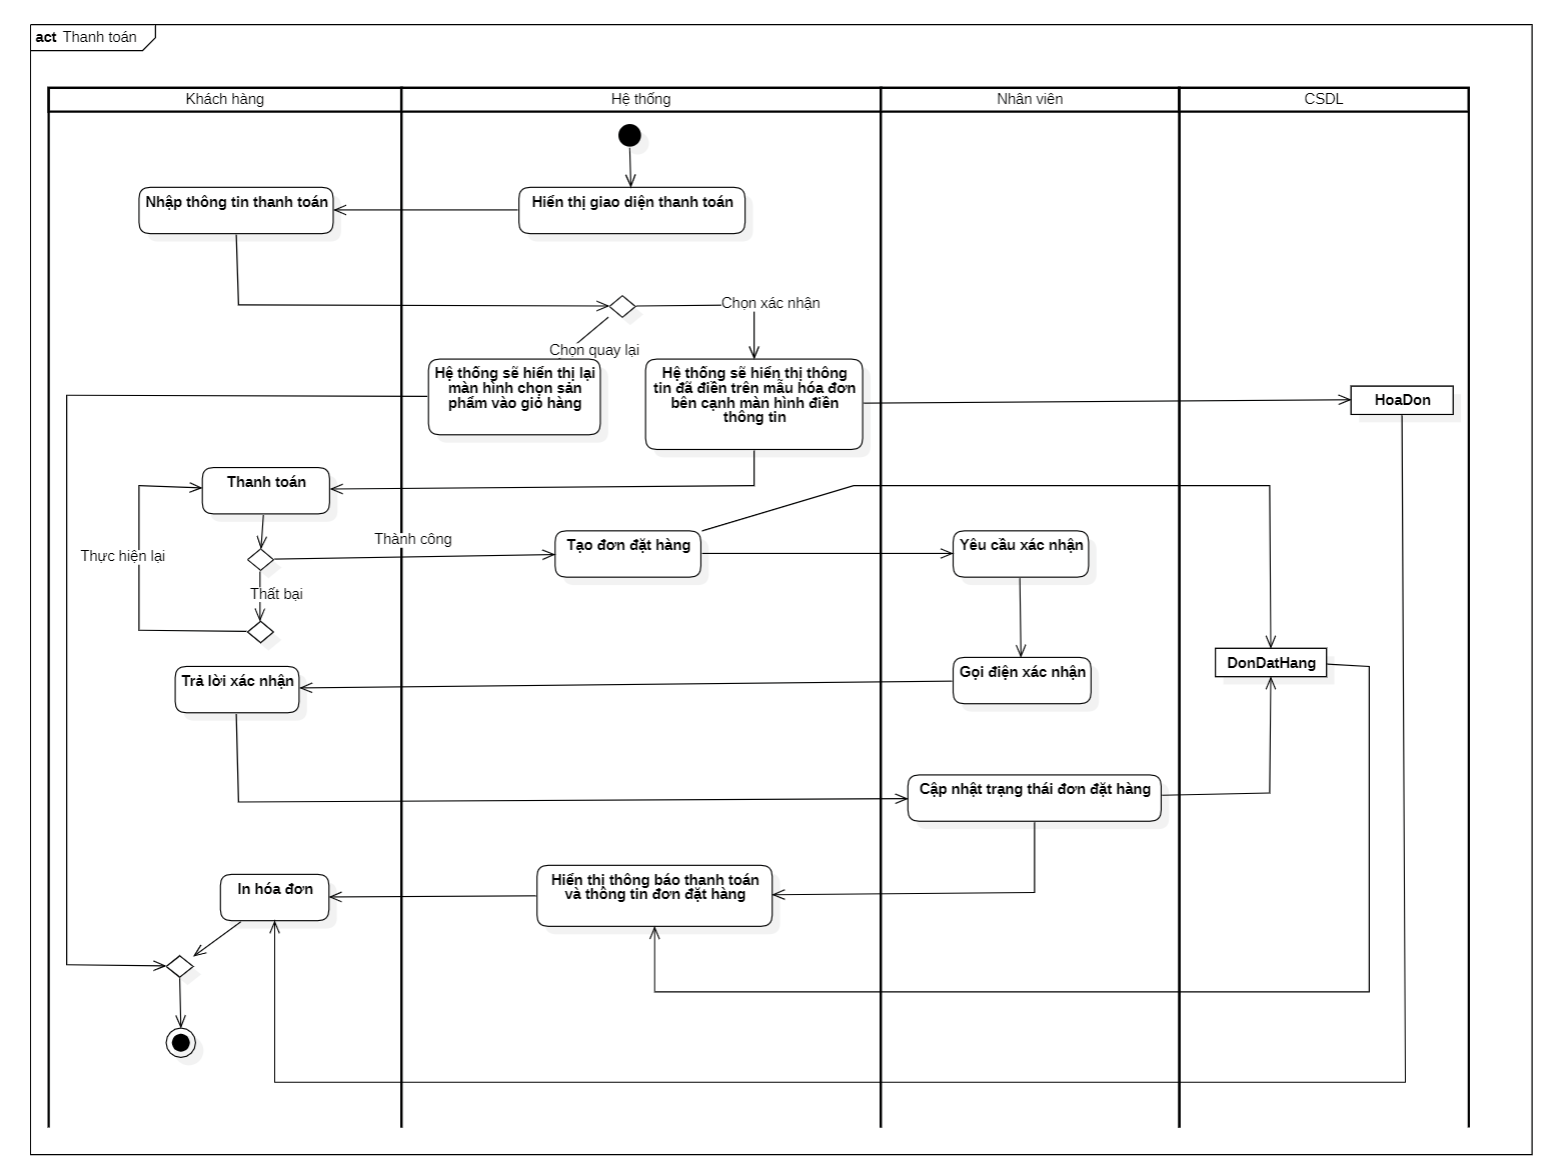 act Thanh toán
Khách hàng
Hệ thống
Nhân viên
CSDL
Nhập thông tin thanh toán
Hiển thị giao diện thanh toán
Chọn xác nhận
Chọn quay lại
Hệ thống sẽ hiển thị lại
màn hình chọn sản
phẩm vào giỏ hàng
Hệ thống sẽ hiển thị thông
tin đã điền trên mẫu hóa đơn
bên cạnh màn hình điền
thông tin
HoaDon
Thanh toán
Thành công
Tạo đơn đặt hàng
Yêu cầu xác nhận
Thực hiện lại
Thất bại
Trả lời xác nhận
Gọi điện xác nhận
DonDatHang
Cập nhật trạng thái đơn đặt hàng
In hóa đơn
Hiển thị thông báo thanh toán
và thông tin đơn đặt hàng